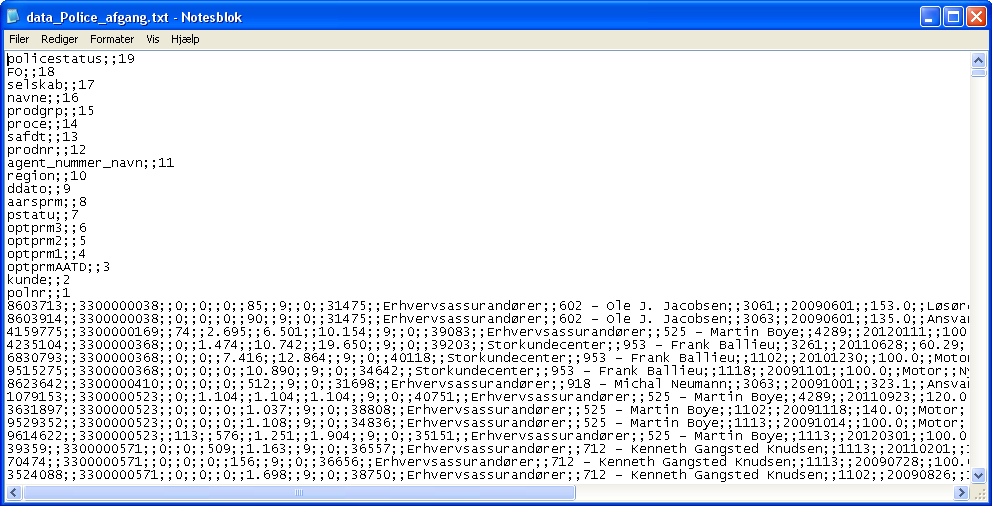 data_Police_afgang.txt - Notesblok
Filer Rediger Formater Vis Hjælp
policestatus;;19
FO;;18
selskab;;17
navne;;16
prodgrp;;15
proce;;14
safdt;;13
prodnr;;12
agent_nummer_navn;;11
region;;10
ddato;;9
aarsprm;;8
pstatu;;7
optprm3;;6
optprm2;;5
optprm1;;4
optprmAATD;;3
kunde;;2
polnr;;1
8603713;;3300000038;;0;;0;;0;;85;;9;;0;;31475;;Erhvervsassurandører;;602 - Ole J. Jacobsen;;3061;;20090601;;153.0;;Løsør
8603914;;3300000038;;0;;0;;0;;90;;9;;0;;31475;;Erhvervsassurandører;;602 - Ole J. Jacobsen;;3063;;20090601;;135.0;;Ansva
4159775;;3300000169;;74;;2.695;;6.501;;10.154;;9;;0;;39083;;Erhvervsassurandører;;525 - Martin Boye;;4289;;20120111;;100
4235104;;3300000368;;0;;1.474;;10.742;;19.650;;9;;0;;39203;;Storkundecenter;;953 - Frank Ballieu;;3261;;20110628;;60.29;
6830793;;3300000368;;0;;0;;7.416;;12.864;;9;;0;;40118;;Storkundecenter;;953 - Frank Ballieu;;1102;;20101230;;100.0;;Motor
9515275;;3300000368;;0;;0;;0;;10.890;;9;;0;;34642;;Storkundecenter;;953 - Frank Ballieu;;1118;;20091101;;100.0;;Motor;;Ny
8623642;;3300000410;;0;;0;;0;;512;;9;;0;;31698;;Erhvervsassurandører;;918 - Michal Neumann;;3063;;20091001;;323.1;;Ansvar
1079153;;3300000523;;0;;1.104;;1.104;;1.104;;9;;0;;40751;;Erhvervsassurandører;;525 - Martin Boye;;4289;;20110923;;120.0
3631897;;3300000523;;0;;0;;0;;1.037;;9;;0;;38808;;Erhvervsassurandører;;525 - Martin Boye;;1102;;20091118;;140.0;;Motor;
9529352;;3300000523;;0;;0;;0;;1.108;;9;;0;;34836;;Erhvervsassurandører;;525 - Martin Boye;;1113;;20091014;;100.0;;Motor;
9614622;;3300000523;;113;;576;;1.251;;1.904;;9;;0;;35151;;Erhvervsassurandører;;525 - Martin Boye;;1113;;20120301;;100.0
39359;;3300000571;;0;;0;;509;;1.163;;9;;0;;36557;;Erhvervsassurandører;;712 - Kenneth Gangsted Knudsen;;1113;;20110201;;1
70474;;3300000571;;0;;0;;0;;156;;9;;0;;36656;;Erhvervsassurandører;;712 - Kenneth Gangsted Knudsen;;1113;;20090728;;100.
3524088;;3300000571;;0;;0;;0;;1.698;;9;;0;;38750;;Erhvervsassurandører;;712 - Kenneth Gangsted Knudsen;;1102;;20090826;;1